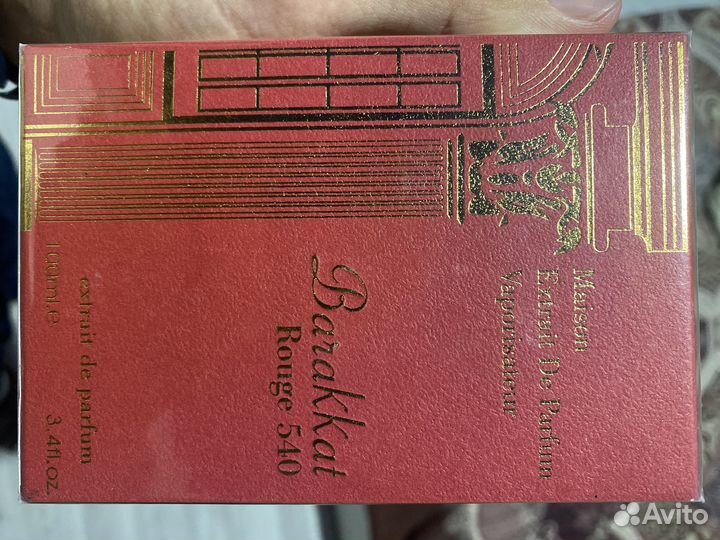 Maison
Extrait De Parfum
Vaporisateur
Barakkat
Rouge 540
extrait de parfum
100ml.e 3.4fl.oz.
Avito